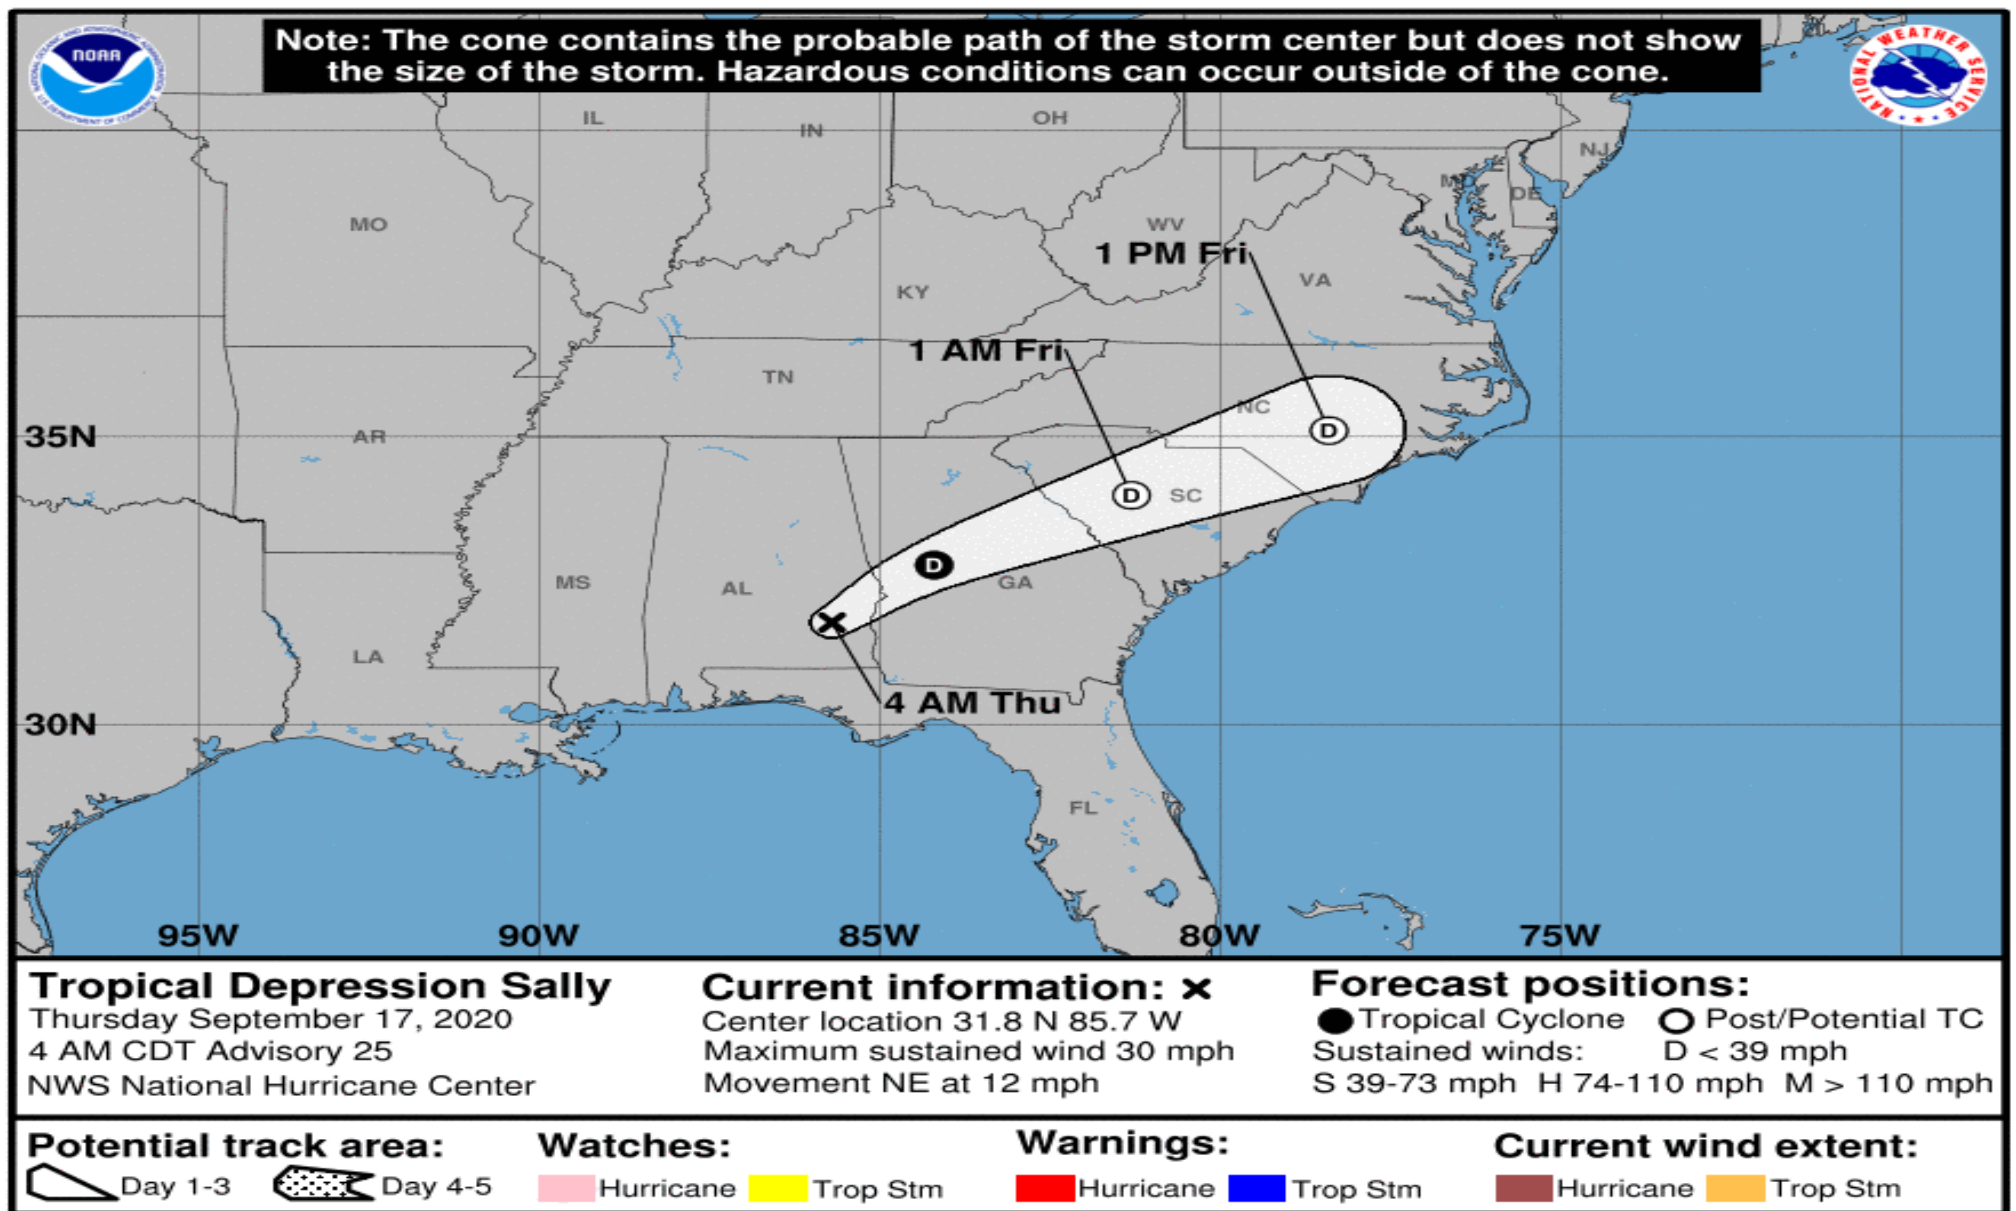 Note: The cone contains the probable path of the storm center but does not show
the size of the storm. Hazardous conditions can occur outside of the cone.
NOAA
NATIONAL WEATHER SERVICE
IL
IN
OH
NJ
MO
WV
DE
1 PM Fri
VA
KY
1 AM Fri
TN
NC
35N
AR
D
D
SC
D
MS
AL
GA
LA
4 AM Thu
30N
FL
95W
90W
85W
80W
75W
Tropical Depression Sally
Thursday September 17, 2020
4 AM CDT Advisory 25
NWS National Hurricane Center
Current information: ×
Center location 31.8 N 85.7 W
Maximum sustained wind 30 mph
Movement NE at 12 mph
Forecast positions:
Tropical Cyclone Post/Potential TC
Sustained winds: D < 39 mph
S 39-73 mph H 74-110 mph M > 110 mph
Potential track area:
Day 1-3 Day 4-5
Watches:
Hurricane Trop Stm
Warnings:
Hurricane Trop Stm
Current wind extent:
Hurricane Trop Stm